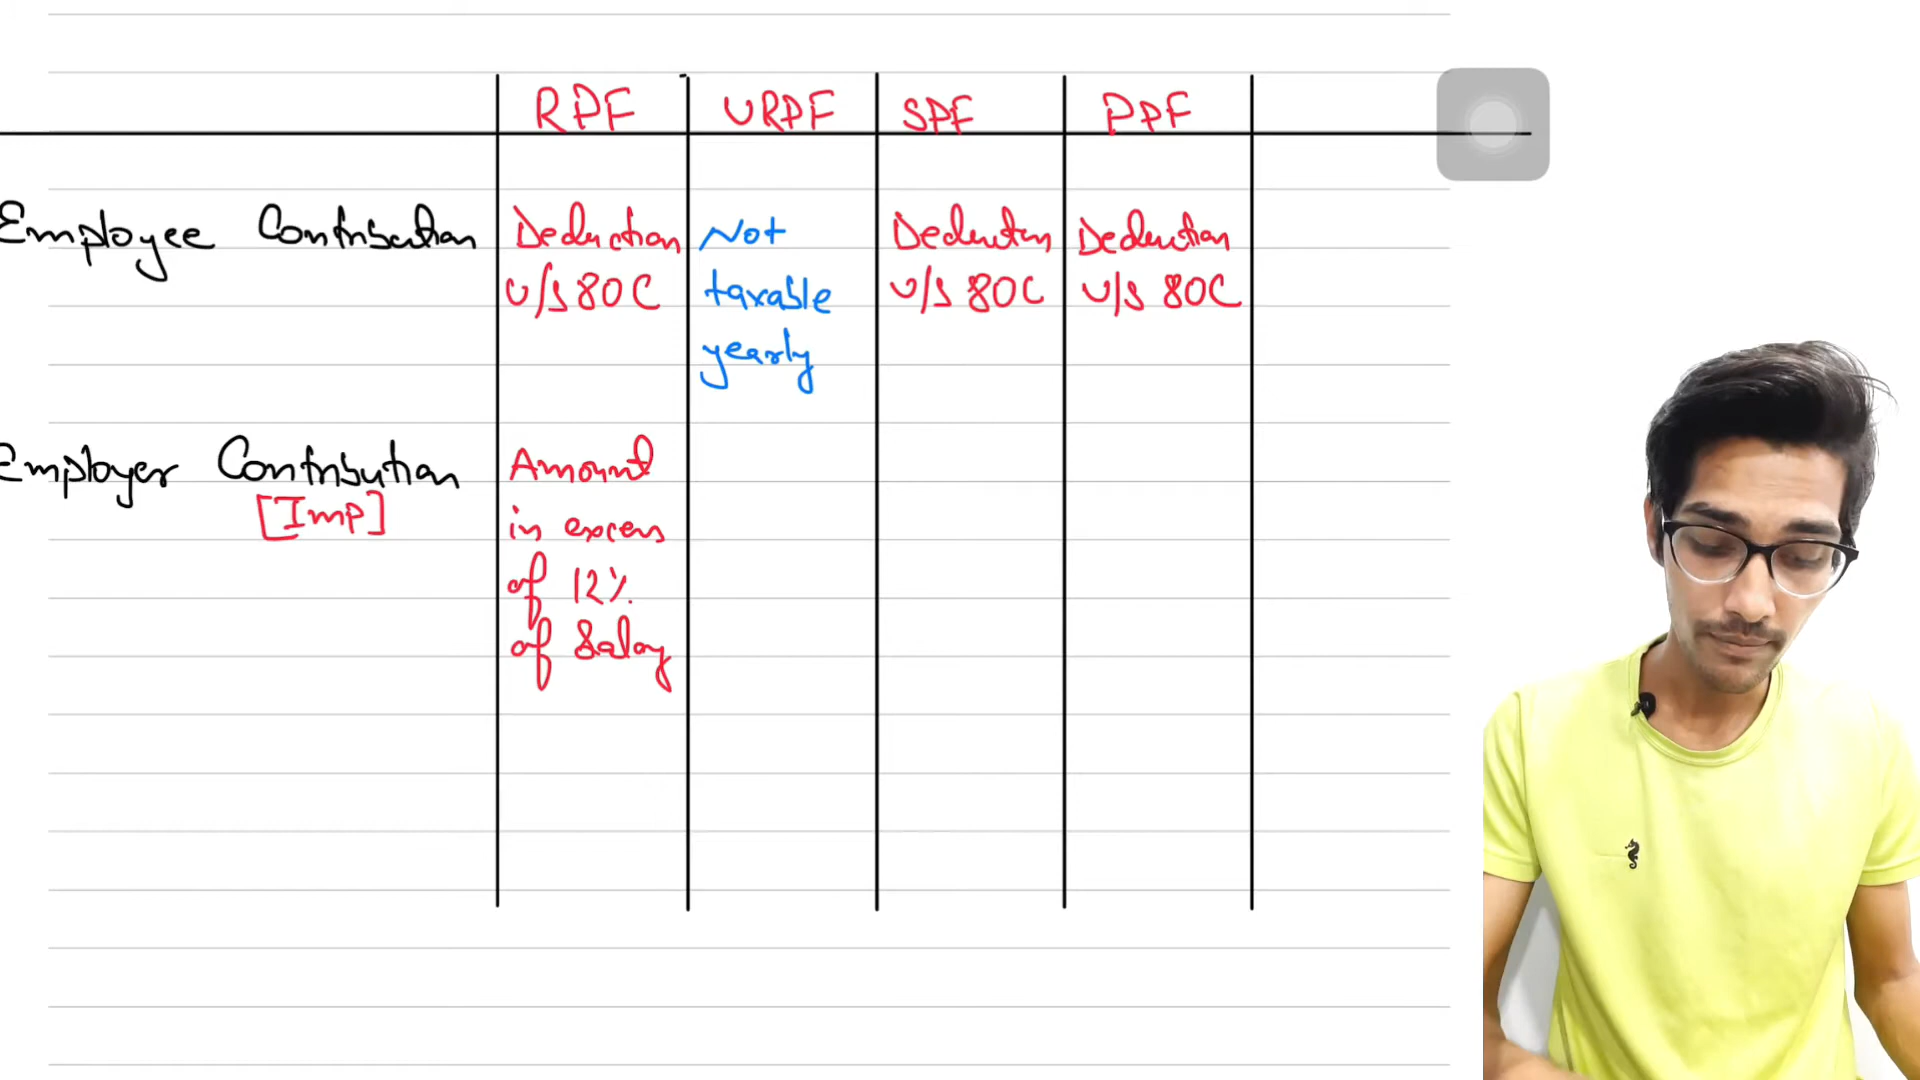 RPF URPF SPF PPF
Employee Contribution Deduction Not Deduction Deduction
u/s 80C taxable u/s 80C u/s 80C
yearly
Employer Contribution Amount
[Imp] in excess
of 12%
of Salary